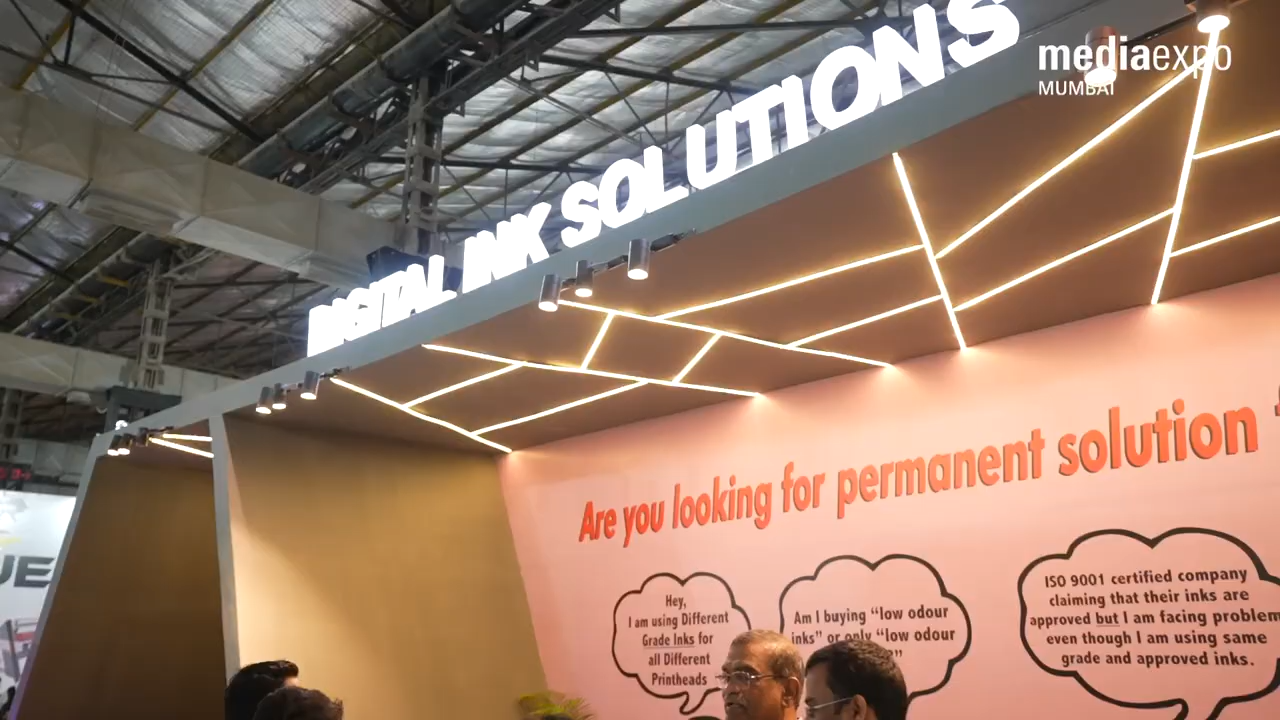 mediaexpo
MUMBAI
DIGITAL INK SOLUTIONS
Are you looking for permanent solution
Hey,
I am using Different
Grade Inks for
all Different
Printheads
Am I buying “low odour
inks” or only “low odour
ISO 9001 certified company
claiming that their inks are
approved but I am facing problem
even though I am using same
grade and approved inks.